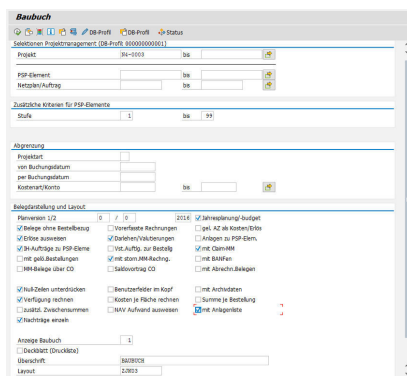 Baubuch
DB-Profil DB-Profil Status
Selektionen Projektmanagement (DB-Profil 000000000001)
Projekt N4-0003 bis
PSP-Element bis
Netzplan/Auftrag bis
Zusätzliche Kriterien für PSP-Elemente
Stufe 1 bis 99
Abgrenzung
Projektart
von Buchungsdatum
per Buchungsdatum
Kostenart/Konto bis
Belegdarstellung und Layout
Planversion 1/2 0 / 0 2016 Jahresplanung/-budget
Belege ohne Bestellbezug Vorerfasste Rechnungen gel. AZ als Kosten/Erlös
Erlöse ausweisen Darlehen/Valutierungen Anlagen zu PSP-Elem.
IH-Aufträge zu PSP-Eleme Vst.Auftlg. zur Bestellg mit Claim-MM
mit gelö.Bestellungen mit storn.MM-Rechng. mit BANFen
MM-Belege über CO Saldovortrag CO mit Abrechn.Belegen
Null-Zeilen unterdrücken Benutzerfelder im Kopf mit Archivdaten
Verfügung rechnen Kosten je Fläche rechnen Summe je Bestellung
zusätzl. Zwischensummen NAV Aufwand ausweisen mit Anlagenliste
Nachträge einzeln
Anzeige Baubuch 1
Deckblatt (Druckliste)
Überschrift BAUBUCH
Layout